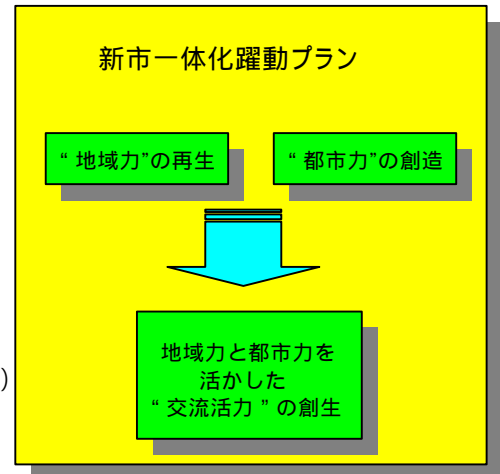 新市一体化躍動プラン
“地域力”の再生
“都市力”の創造
地域力と都市力を
活かした
“交流活力”の創生
)